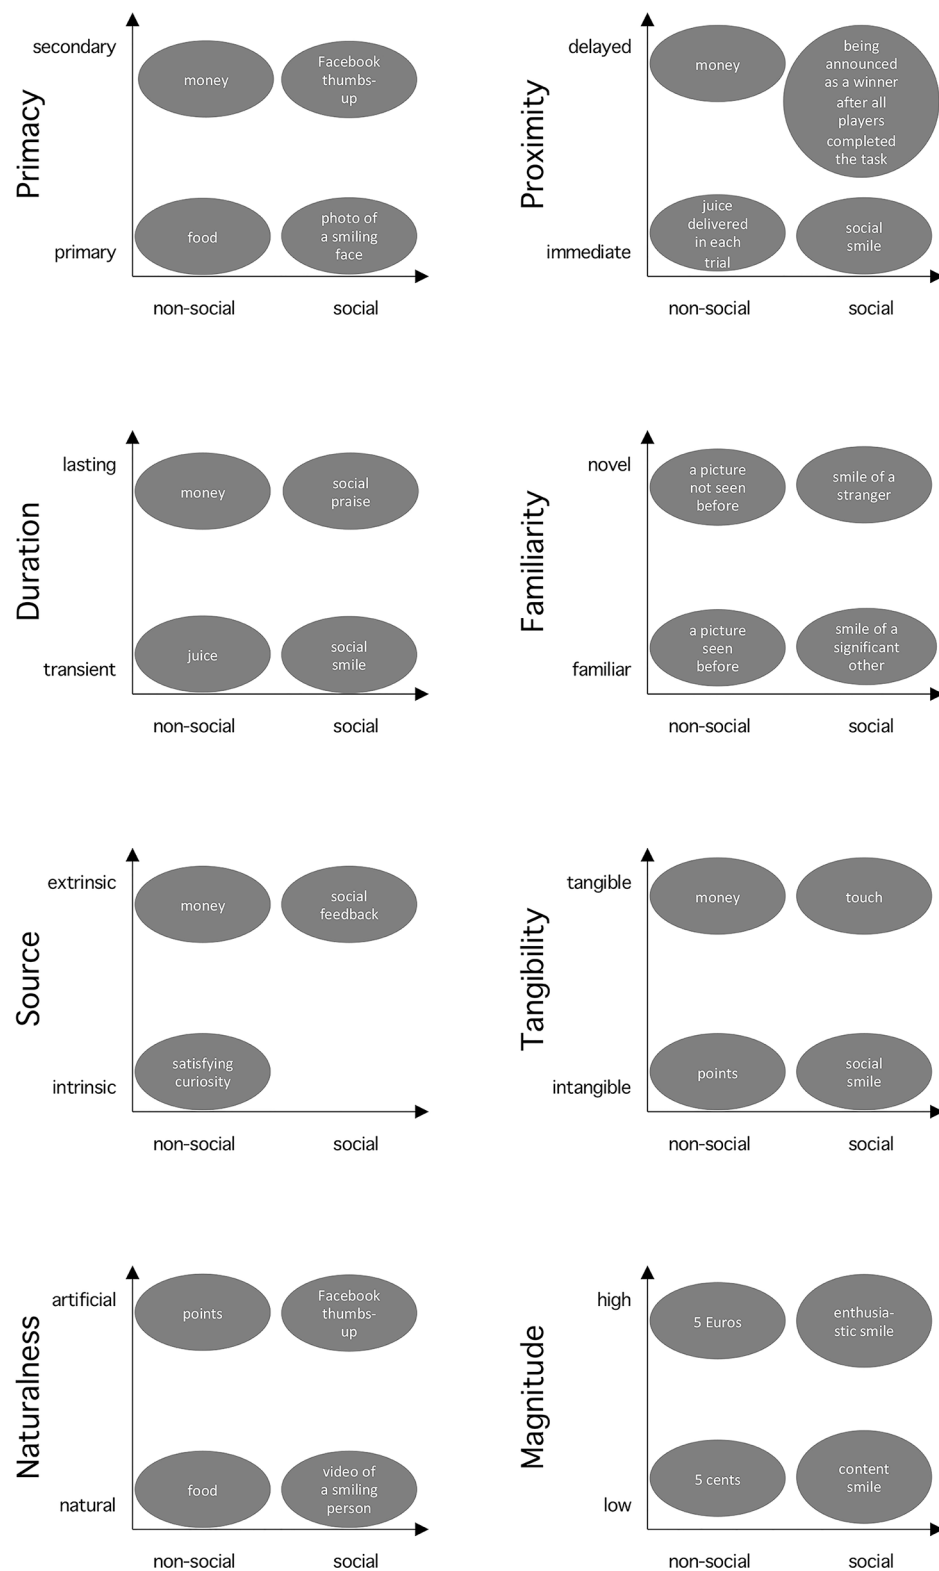 Primacy
secondary
money
Facebook
thumbs-
up
primary
food
photo of
a smiling
face
non-social
social
Proximity
delayed
money
being
announced
as a winner
after all
players
completed
the task
immediate
juice
delivered
in each
trial
social
smile
non-social
social
Duration
lasting
money
social
praise
transient
juice
social
smile
non-social
social
Familiarity
novel
a picture
not seen
before
smile of a
stranger
familiar
a picture
seen
before
smile of a
significant
other
non-social
social
Source
extrinsic
money
social
feedback
intrinsic
satisfying
curiosity
non-social
social
Tangibility
tangible
money
touch
intangible
points
social
smile
non-social
social
Naturalness
artificial
points
Facebook
thumbs-
up
natural
food
video of
a smiling
person
non-social
social
Magnitude
high
5 Euros
enthusia-
stic smile
low
5 cents
content
smile
non-social
social